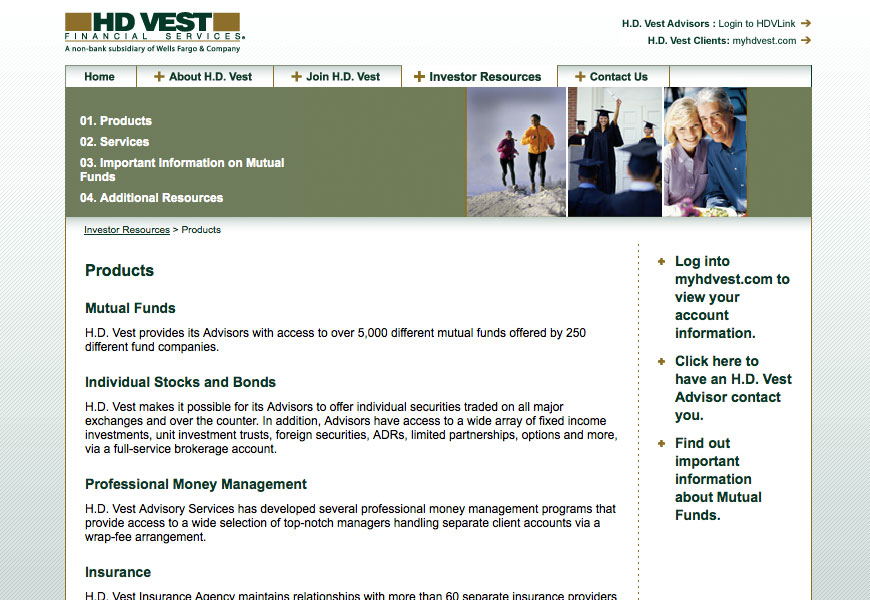 HD VEST
FINANCIAL SERVICES®
A non-bank subsidiary of Wells Fargo & Company
H.D. Vest Advisors : Login to HDVLink
H.D. Vest Clients: myhdvest.com
Home
About H.D. Vest
Join H.D. Vest
Investor Resources
Contact Us
01. Products
02. Services
03. Important Information on Mutual
Funds
04. Additional Resources
Investor Resources > Products
Products
Mutual Funds
H.D. Vest provides its Advisors with access to over 5,000 different mutual funds offered by 250
different fund companies.
Individual Stocks and Bonds
H.D. Vest makes it possible for its Advisors to offer individual securities traded on all major
exchanges and over the counter. In addition, Advisors have access to a wide array of fixed income
investments, unit investment trusts, foreign securities, ADRs, limited partnerships, options and more,
via a full-service brokerage account.
Professional Money Management
H.D. Vest Advisory Services has developed several professional money management programs that
provide access to a wide selection of top-notch managers handling separate client accounts via a
wrap-fee arrangement.
Insurance
H.D. Vest Insurance Agency maintains relationships with more than 60 separate insurance providers
Log into
myhdvest.com to
view your
account
information.
Click here to
have an H.D. Vest
Advisor contact
you.
Find out
important
information
about Mutual
Funds.